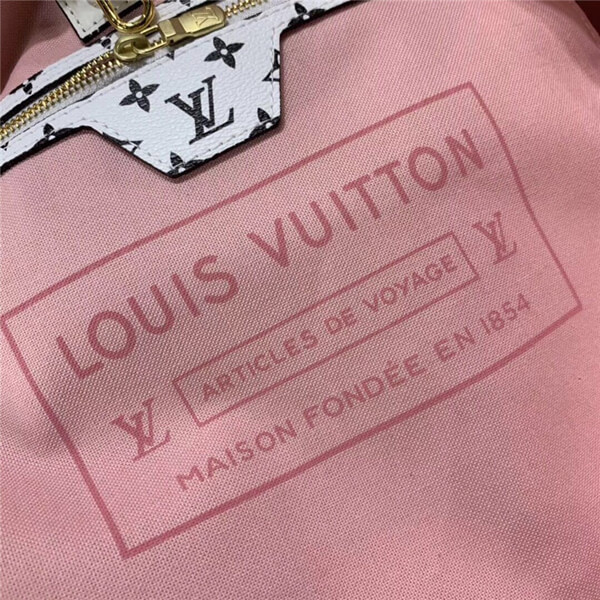 LV
LOUIS VUITTON
LV ARTICLES DE VOYAGE LV
MAISON FONDÉE EN 1854